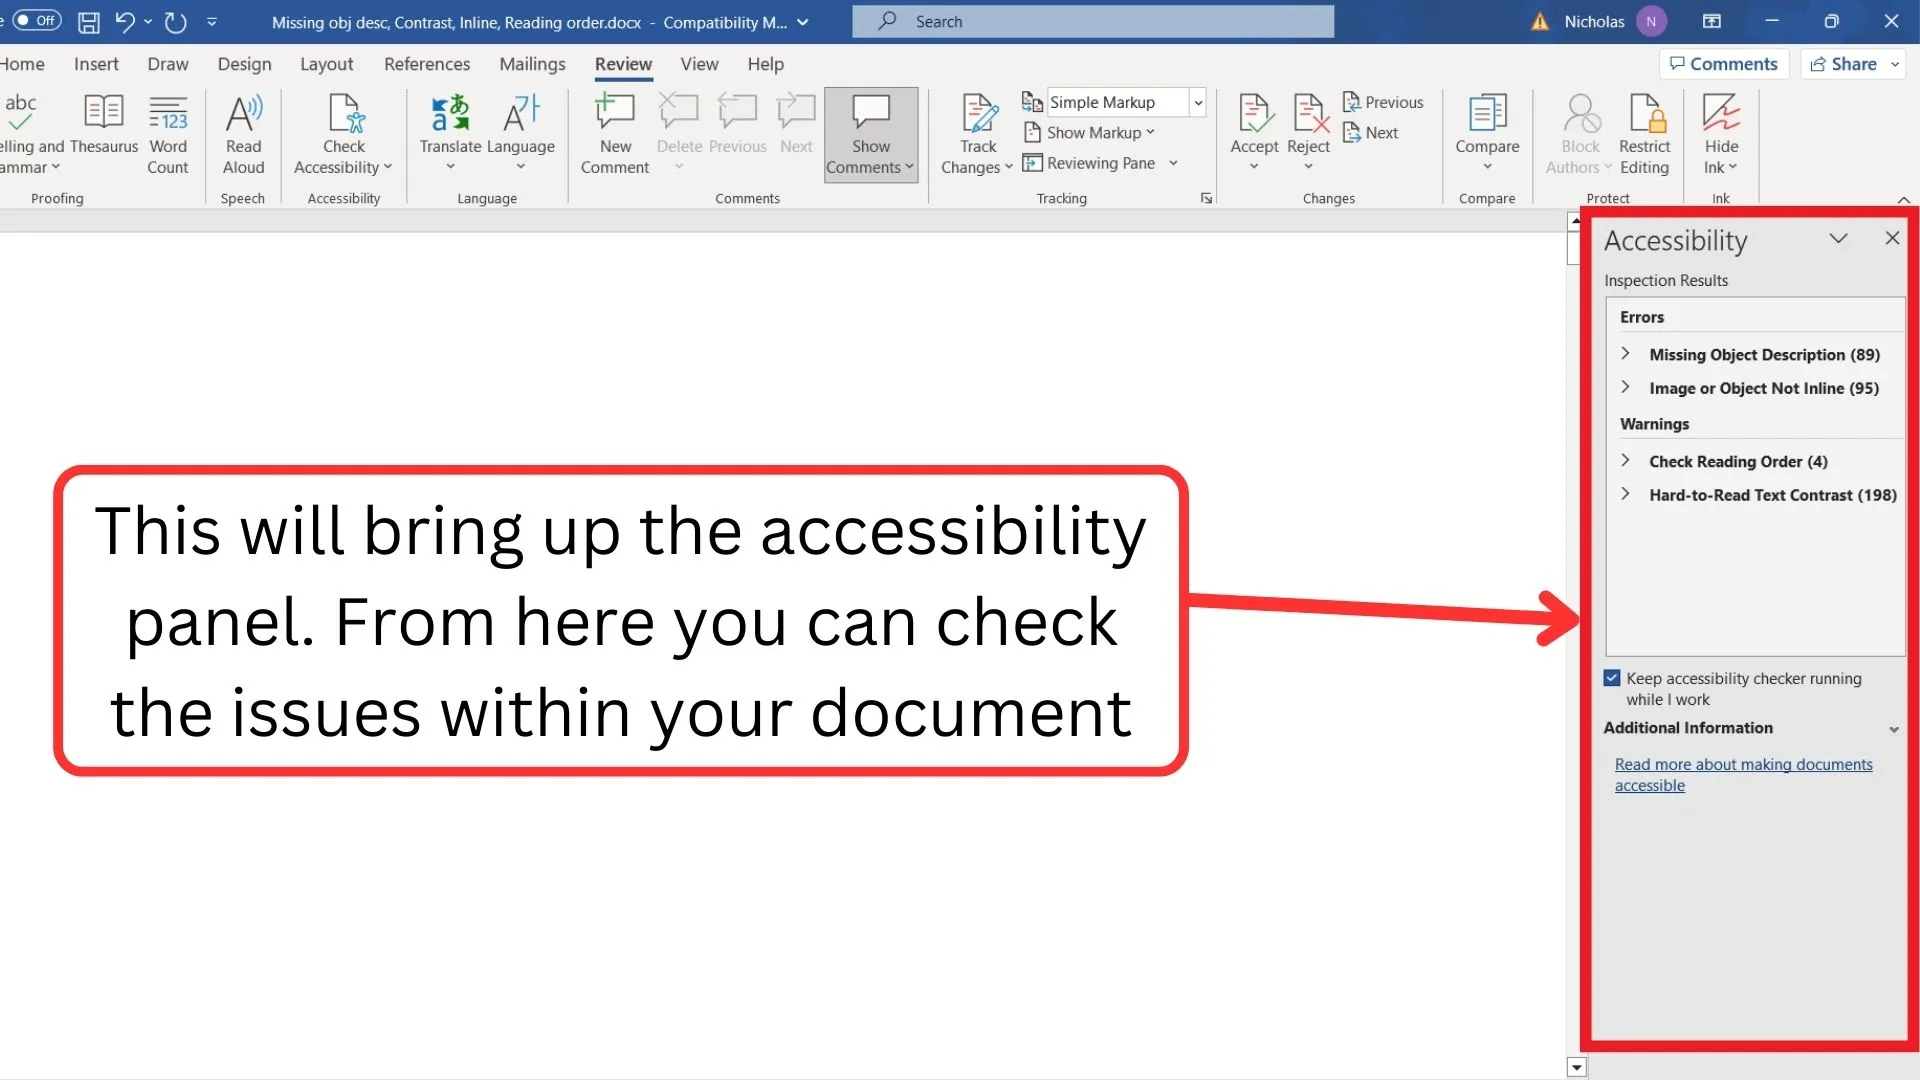 Off
Missing obj desc, Contrast, Inline, Reading order.docx - Compatibility M...
Search
Nicholas
N
Home Insert Draw Design Layout References Mailings Review View Help
Comments
Share
abc
elling and
ammar
Thesaurus
123
Word
Count
Proofing
A
Read
Aloud
Speech
Check
Accessibility
Accessibility
Translate
Language
Language
New
Comment
Delete
Previous
Next
Show
Comments
Comments
Track
Changes
Simple Markup
Show Markup
Reviewing Pane
Tracking
Accept
Reject
Previous
Next
Changes
Compare
Compare
Block
Authors
Restrict
Editing
Protect
Hide
Ink
Ink
Accessibility
Inspection Results
Errors
Missing Object Description (89)
Image or Object Not Inline (95)
Warnings
Check Reading Order (4)
Hard-to-Read Text Contrast (198)
Keep accessibility checker running
while I work
Additional Information
Read more about making documents
accessible
This will bring up the accessibility
panel. From here you can check
the issues within your document